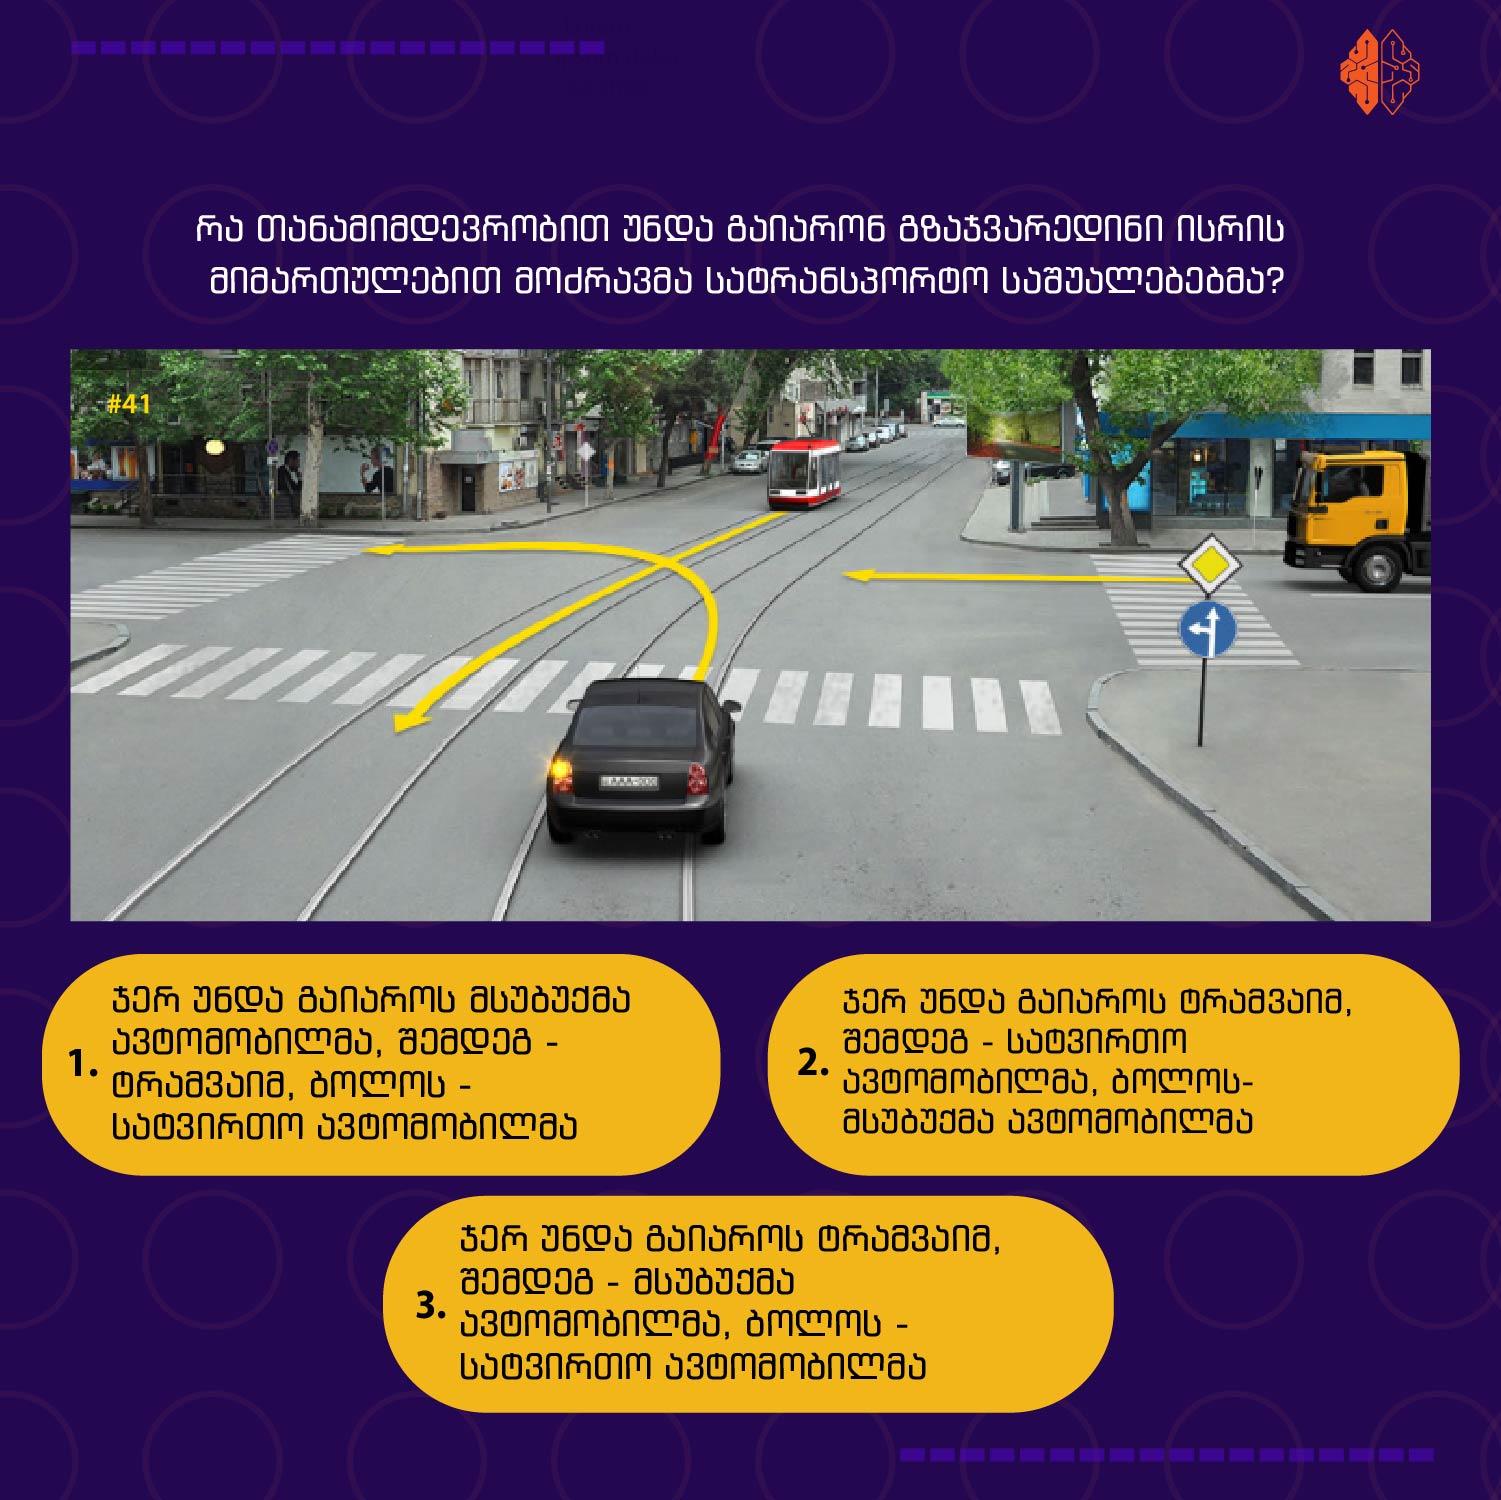 რა თანამიმდევრობით უნდა გაიარონ გზაჯვარედინი ისრის
მიმართულებით მოძრავმა სატრანსპორტო საშუალებებმა?
#41
AAA-000
1. ჯერ უნდა გაიაროს მსუბუქმა
ავტომობილმა, შემდეგ -
ტრამვაიმ, ბოლოს -
სატვირთო ავტომობილმა
2. ჯერ უნდა გაიაროს ტრამვაიმ,
შემდეგ - სატვირთო
ავტომობილმა, ბოლოს-
მსუბუქმა ავტომობილმა
3. ჯერ უნდა გაიაროს ტრამვაიმ,
შემდეგ - მსუბუქმა
ავტომობილმა, ბოლოს -
სატვირთო ავტომობილმა